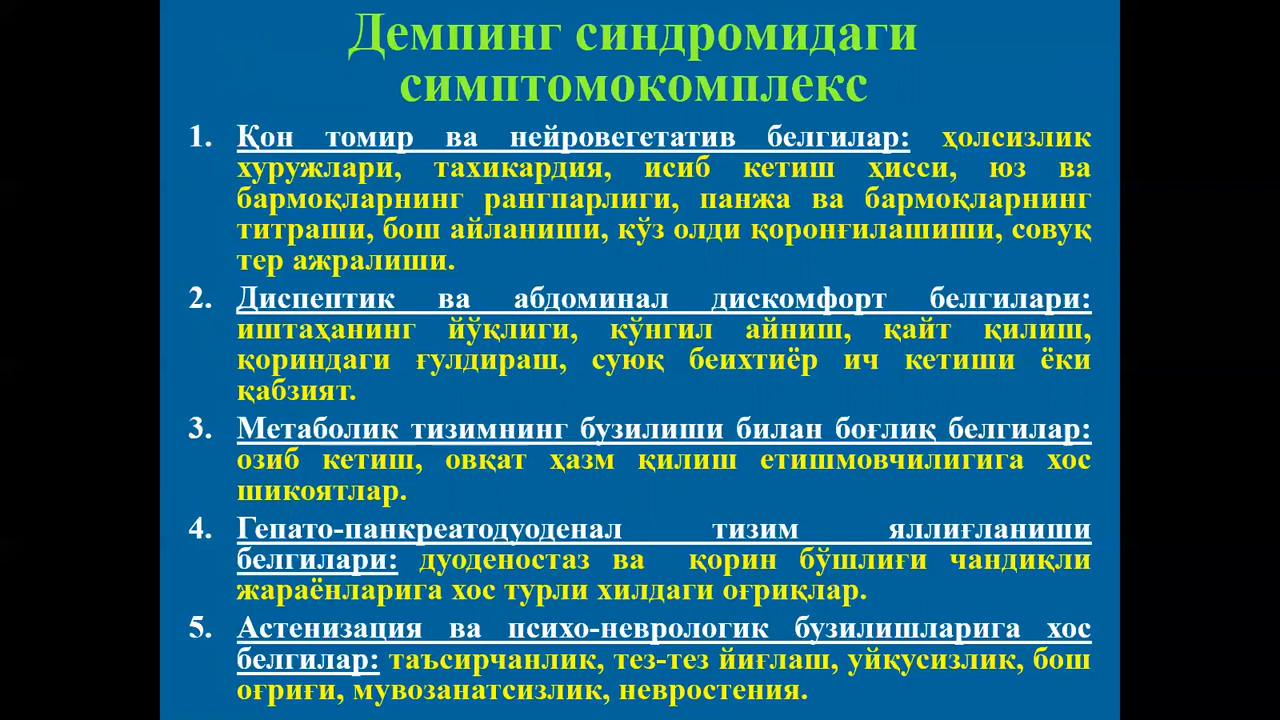 Демпинг синдромидаги
симптомокомплекс
1. Қон томир ва нейровегетатив белгилар: ҳолсизлик
хуружлари, тахикардия, исиб кетиш ҳисси, юз ва
бармоқларнинг рангпарлиги, панжа ва бармоқларнинг
титраши, бош айланиши, кўз олди қоронғилашиши, совуқ
тер ажралиши.
2. Диспептик ва абдоминал дискомфорт белгилари:
иштаҳанинг йўқлиги, кўнгил айниш, қайт қилиш,
қориндаги ғулдираш, суюқ беихтиёр ич кетиши ёки
қабзият.
3. Метаболик тизимнинг бузилиши билан боғлиқ белгилар:
озиб кетиш, овқат ҳазм қилиш етишмовчилигига хос
шикоятлар.
4. Гепато-панкреатодуоденал тизим яллиғланиши
белгилари: дуоденостаз ва қорин бўшлиғи чандиқли
жараёнларига хос турли хилдаги оғриқлар.
5. Астенизация ва психо-неврологик бузилишларига хос
белгилар: таъсирчанлик, тез-тез йиғлаш, уйқусизлик, бош
оғриғи, мувозанатсизлик, невростения.